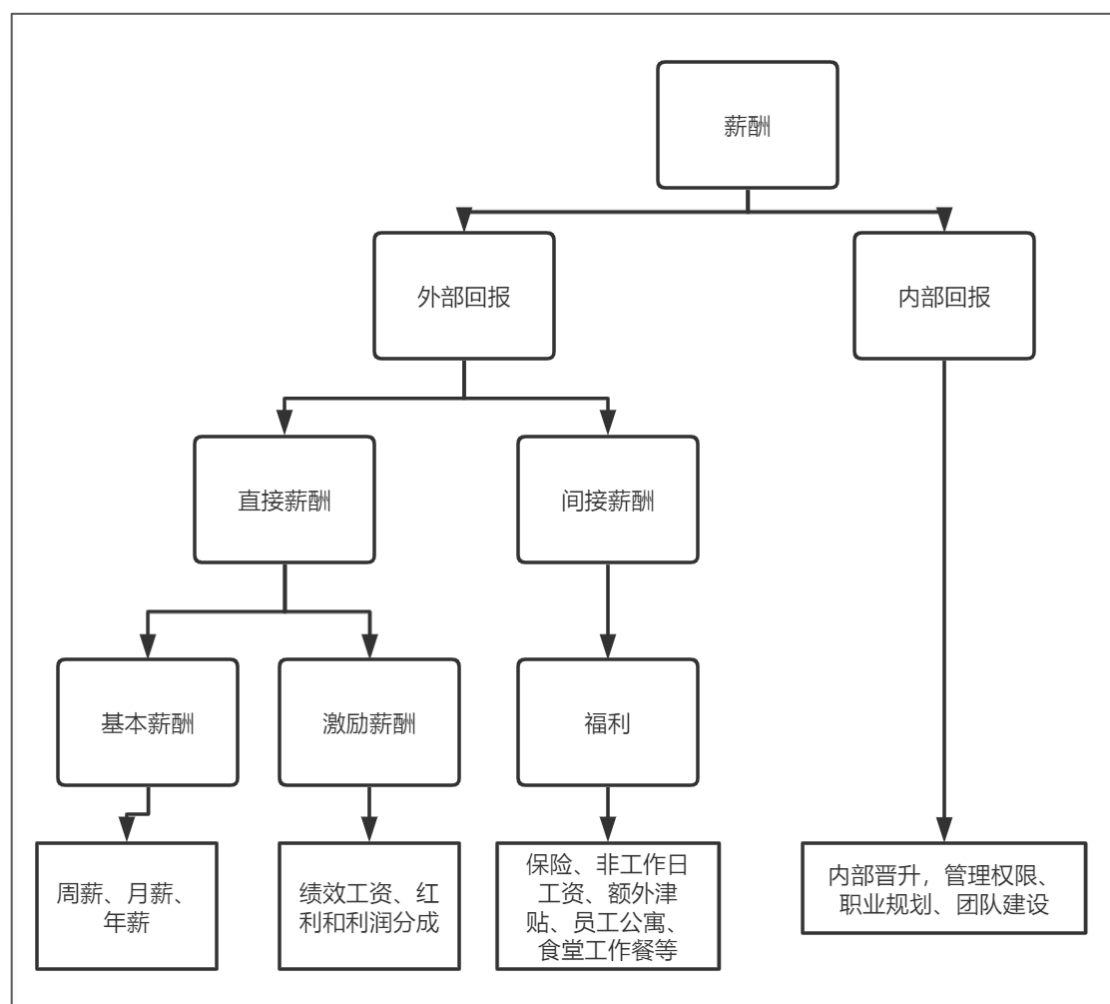 薪酬
外部回报
内部回报
直接薪酬
间接薪酬
基本薪酬
激励薪酬
福利
周薪、月薪、
年薪
绩效工资、红
利和利润分成
保险、非工作日
工资、额外津
贴、员工公寓、
食堂工作餐等
内部晋升，管理权限、
职业规划、团队建设